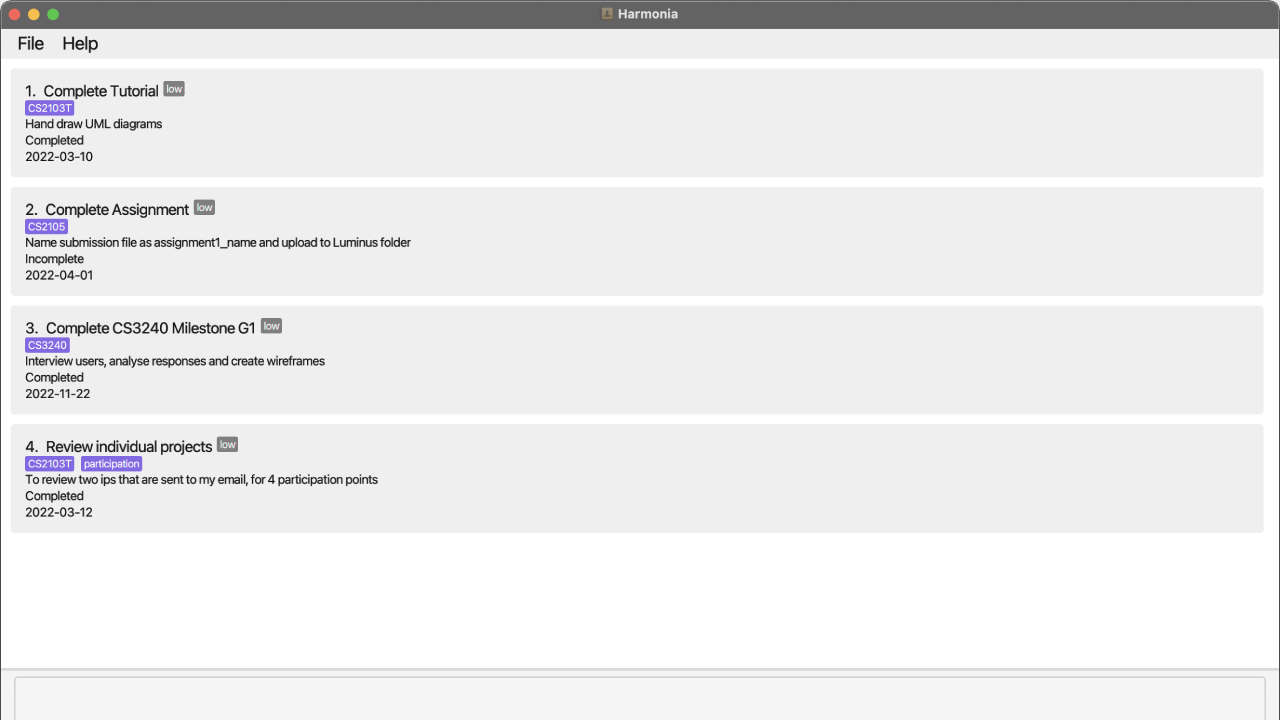 Harmonia
File Help
1. Complete Tutorial low
CS2103T
Hand draw UML diagrams
Completed
2022-03-10
2. Complete Assignment low
CS2105
Name submission file as assignment1_name and upload to Luminus folder
Incomplete
2022-04-01
3. Complete CS3240 Milestone G1 low
CS3240
Interview users, analyse responses and create wireframes
Completed
2022-11-22
4. Review individual projects low
CS2103T participation
To review two ips that are sent to my email, for 4 participation points
Completed
2022-03-12